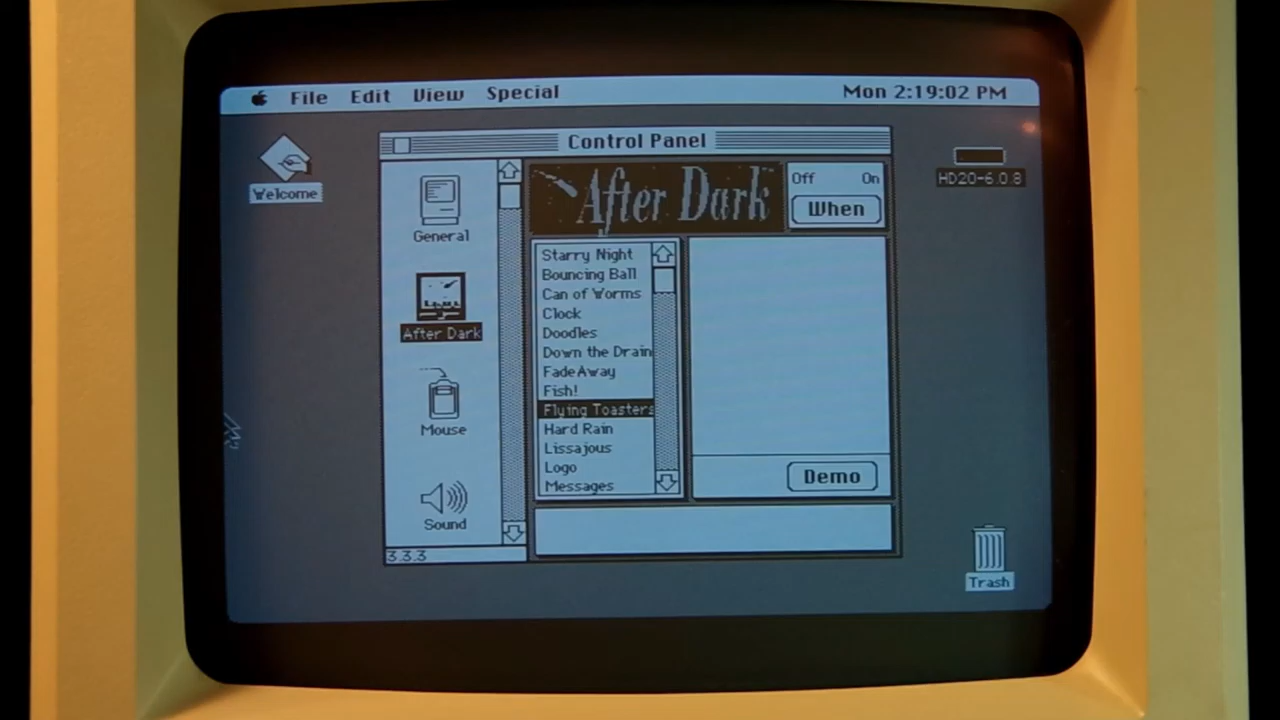 File Edit View Special Mon 2:19:02 PM
Welcome
HD20-6.0.8
Control Panel
General
After Dark
Mouse
Sound
3.3.3
After Dark
Off On
When
Starry Night
Bouncing Ball
Can of Worms
Clock
Doodles
Down the Drain
FadeAway
Fish!
Flying Toasters
Hard Rain
Lissajous
Logo
Messages
Demo
Trash